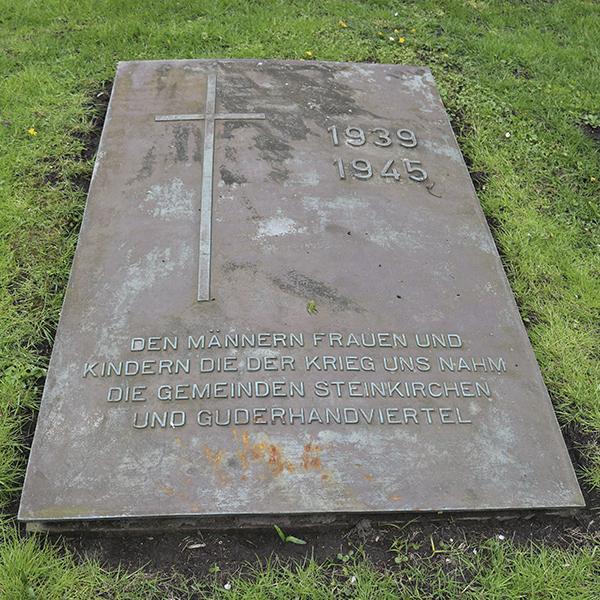 1939
1945
DEN MÄNNERN FRAUEN UND
KINDERN DIE DER KRIEG UNS NAHM
DIE GEMEINDEN STEINKIRCHEN
UND GUDERHANDVIERTEL